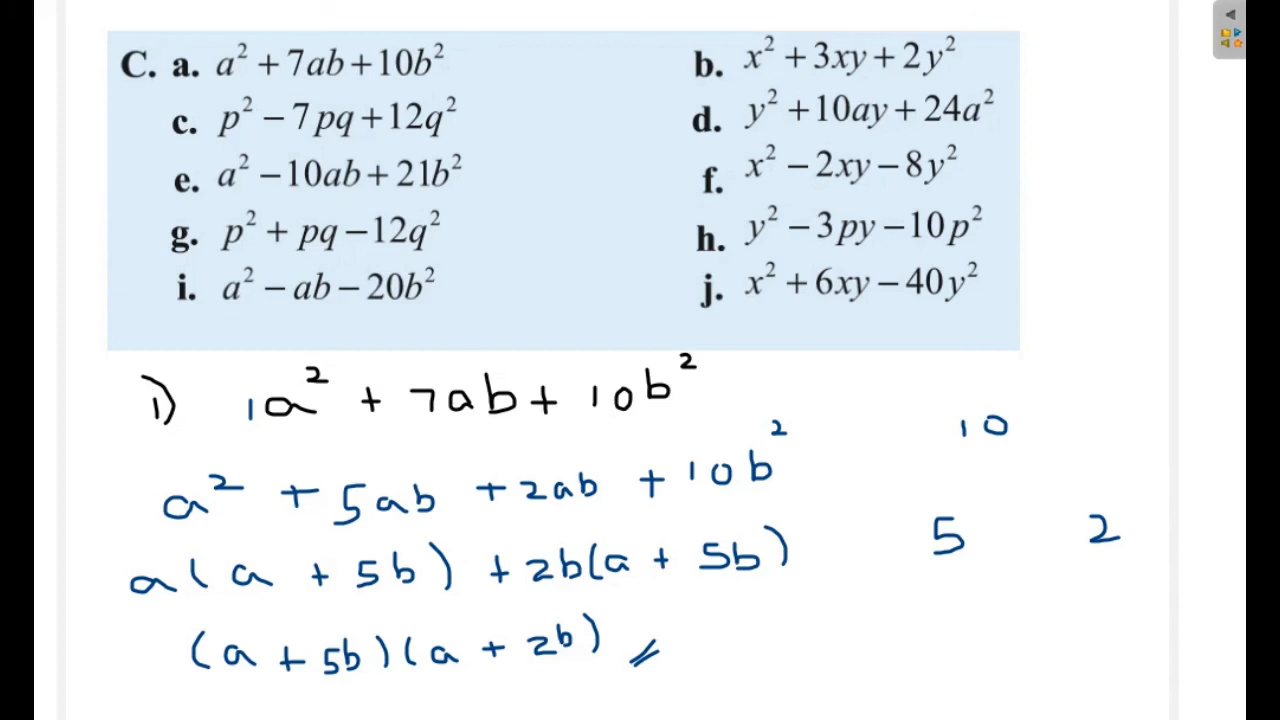 C. a. a² + 7ab + 10b² b. x² + 3xy + 2y²
c. p² − 7pq + 12q² d. y² + 10ay + 24a²
e. a² − 10ab + 21b² f. x² − 2xy − 8y²
g. p² + pq − 12q² h. y² − 3py − 10p²
i. a² − ab − 20b² j. x² + 6xy − 40y²
1) 1a² + 7ab + 10b²
10
a² + 5ab + 2ab + 10b²
5 2
a(a + 5b) + 2b(a + 5b)
(a + 5b)(a + 2b)